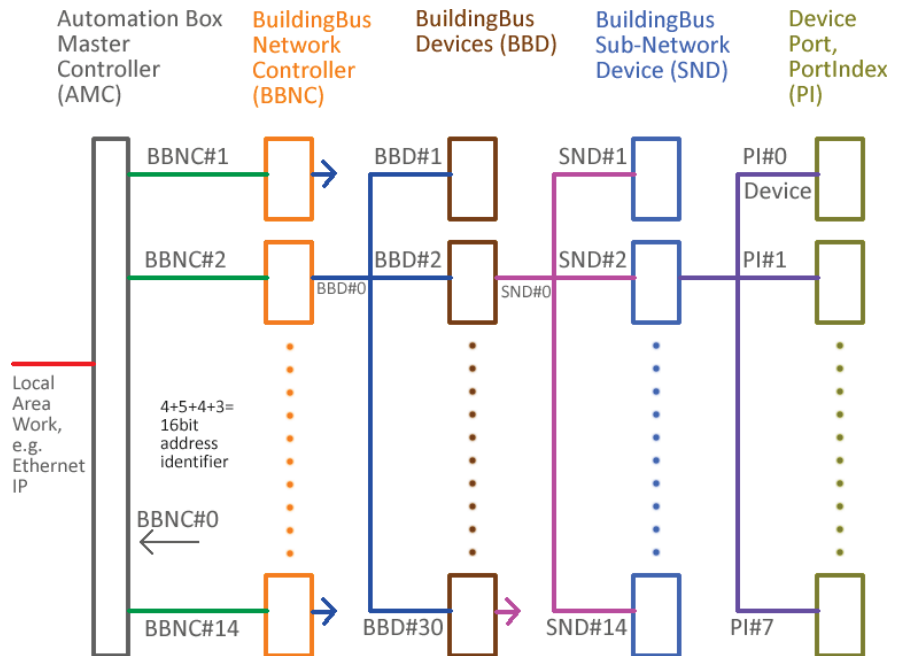 Automation Box
Master
Controller
(AMC)
BuildingBus
Network
Controller
(BBNC)
BuildingBus
Devices (BBD)
BuildingBus
Sub-Network
Device (SND)
Device
Port,
PortIndex
(PI)
BBNC#1
BBD#1
SND#1
PI#0
Device
BBNC#2
BBD#0
BBD#2
SND#0
SND#2
PI#1
Local
Area
Work,
e.g.
Ethernet
IP
4+5+4+3=
16bit
address
identifier
BBNC#0
BBNC#14
BBD#30
SND#14
PI#7